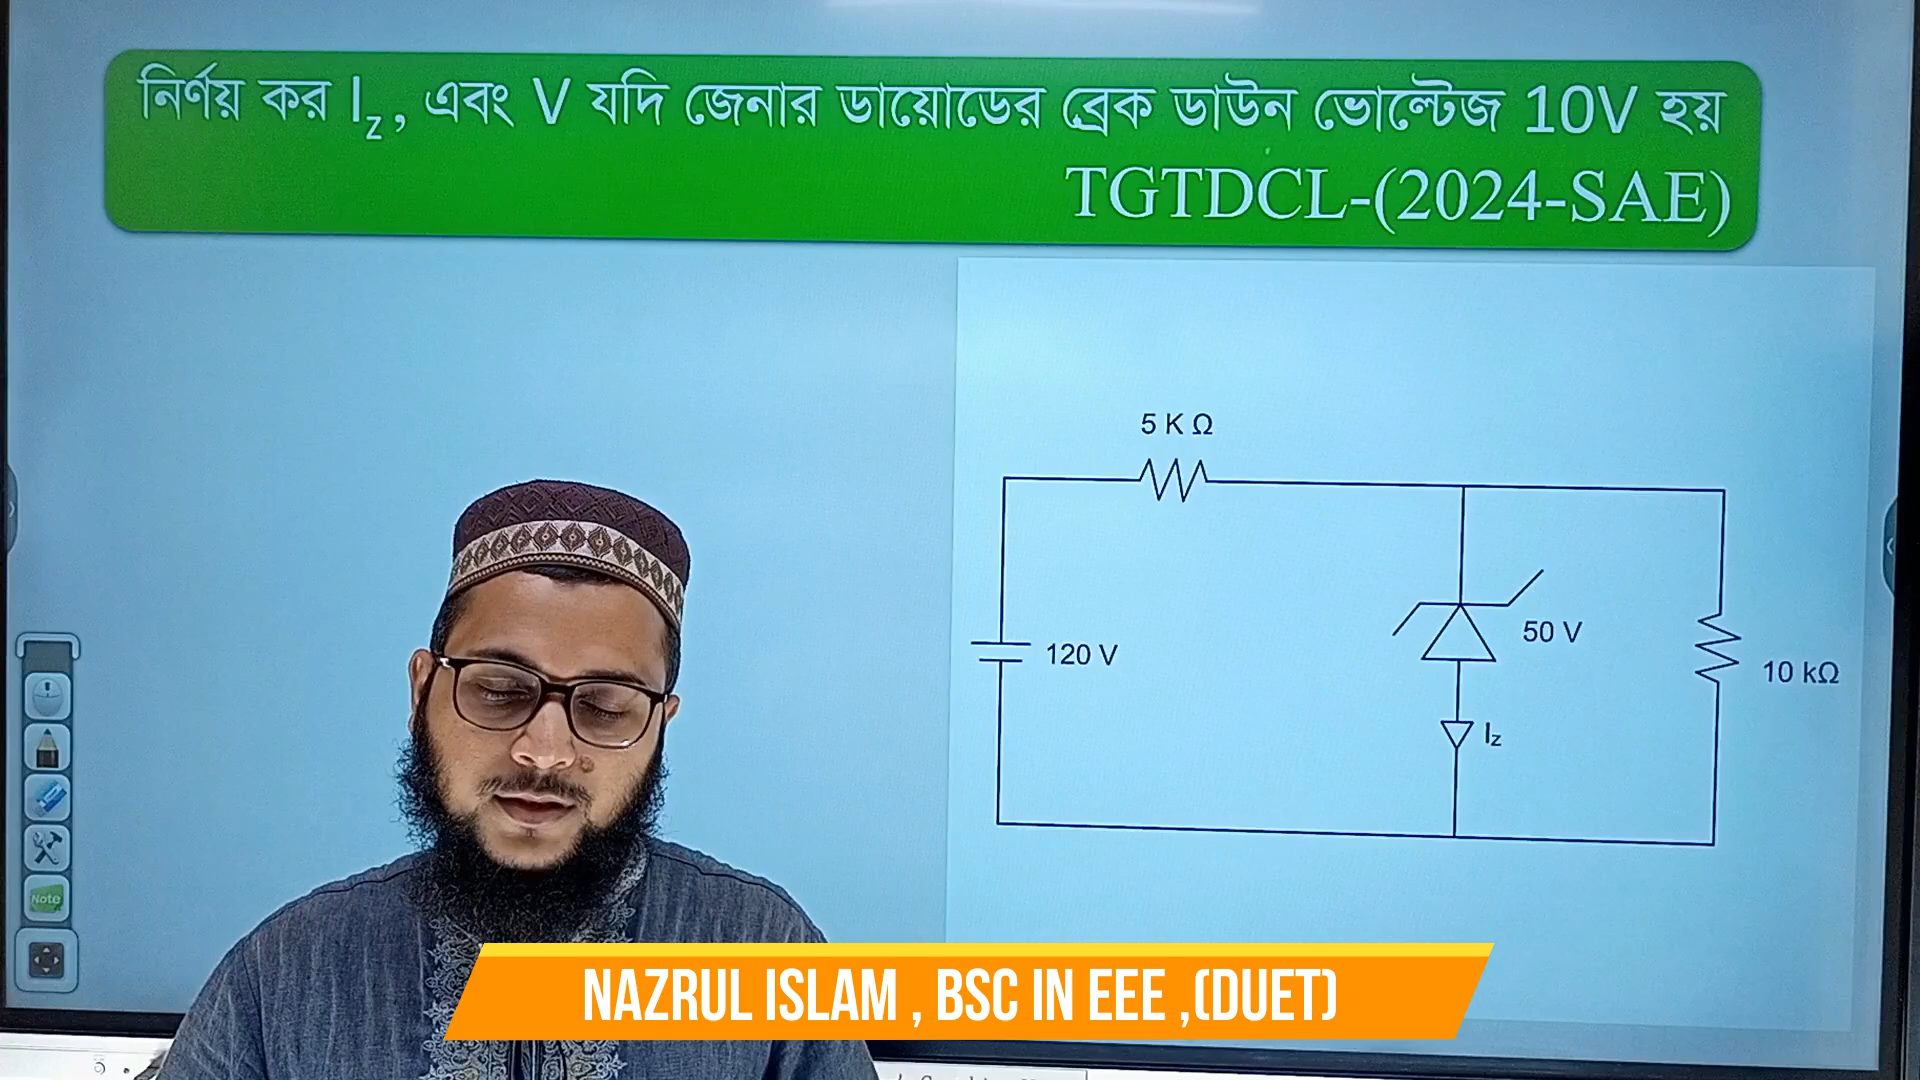 নির্ণয় কর Iz, এবং V যদি জেনার ডায়োডের ব্রেক ডাউন ভোল্টেজ 10V হয়
TGTDCL-(2024-SAE)
5 K Ω
120 V
50 V
10 kΩ
Iz
Note
NAZRUL ISLAM , BSC IN EEE ,(DUET)